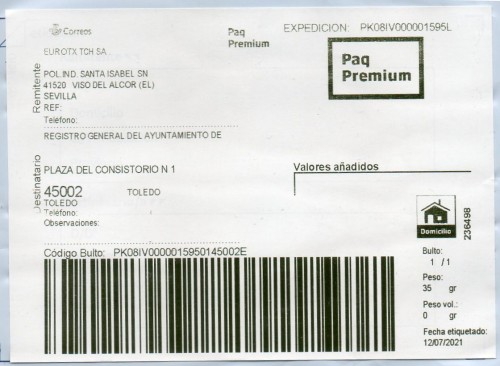 Correos
Paq
Premium
EXPEDICION: PK08IV000001595L
Paq
Premium
Remitente
EUROTX TCH SA
POL.IND. SANTA ISABEL SN
41520 VISO DEL ALCOR (EL)
SEVILLA
REF:
Teléfono:
Destinatario
REGISTRO GENERAL DEL AYUNTAMIENTO DE
PLAZA DEL CONSISTORIO N 1
45002 TOLEDO
TOLEDO
Teléfono:
Observaciones:
Valores añadidos
Domicilio
236498
Código Bulto: PK08IV0000015950145002E
Bulto:
1 / 1
Peso:
35 gr
Peso vol.:
0 gr
Fecha etiquetado:
12/07/2021